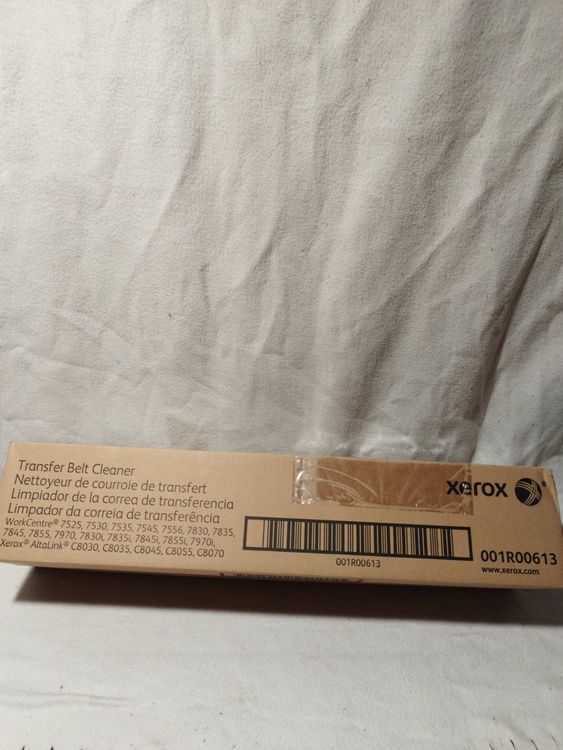 Transfer Belt Cleaner
Nettoyeur de courroie de transfert
Limpiador de la correa de transferencia
Limpador da correia de transferência
WorkCentre® 7525, 7530, 7535, 7545, 7556, 7830, 7835,
7845, 7855, 7970, 7830i, 7835i, 7845i, 7855i, 7970i,
Xerox® AltaLink® C8030, C8035, C8045, C8055, C8070
001R00613
xerox
001R00613
www.xerox.com